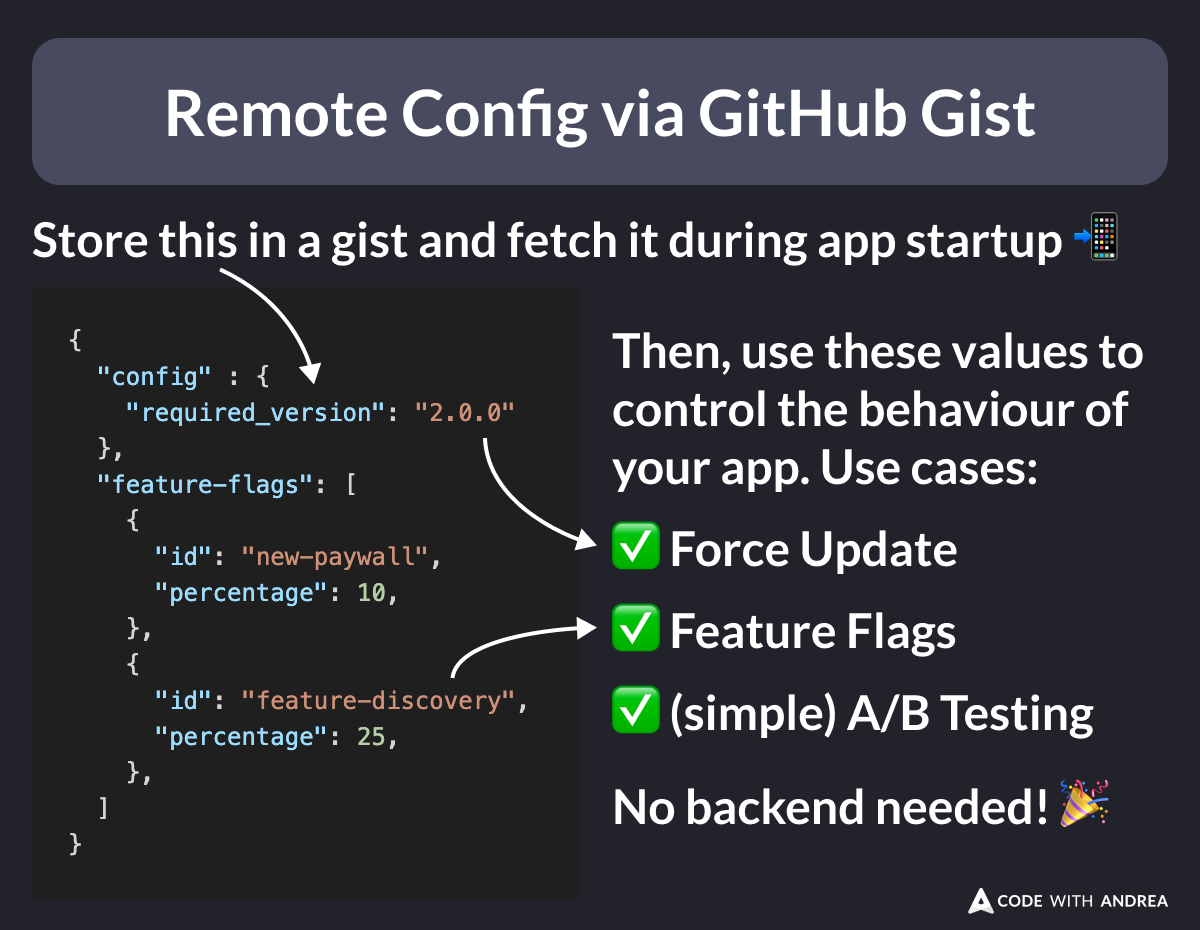 Remote Config via GitHub Gist
Store this in a gist and fetch it during app startup 📲
{
  "config" : {
    "required_version": "2.0.0"
  },
  "feature-flags": [
    {
      "id": "new-paywall",
      "percentage": 10,
    },
    {
      "id": "feature-discovery",
      "percentage": 25,
    },
  ]
}
Then, use these values to
control the behaviour of
your app. Use cases:
✅ Force Update
✅ Feature Flags
✅ (simple) A/B Testing
No backend needed! 🎉
CODE WITH ANDREA